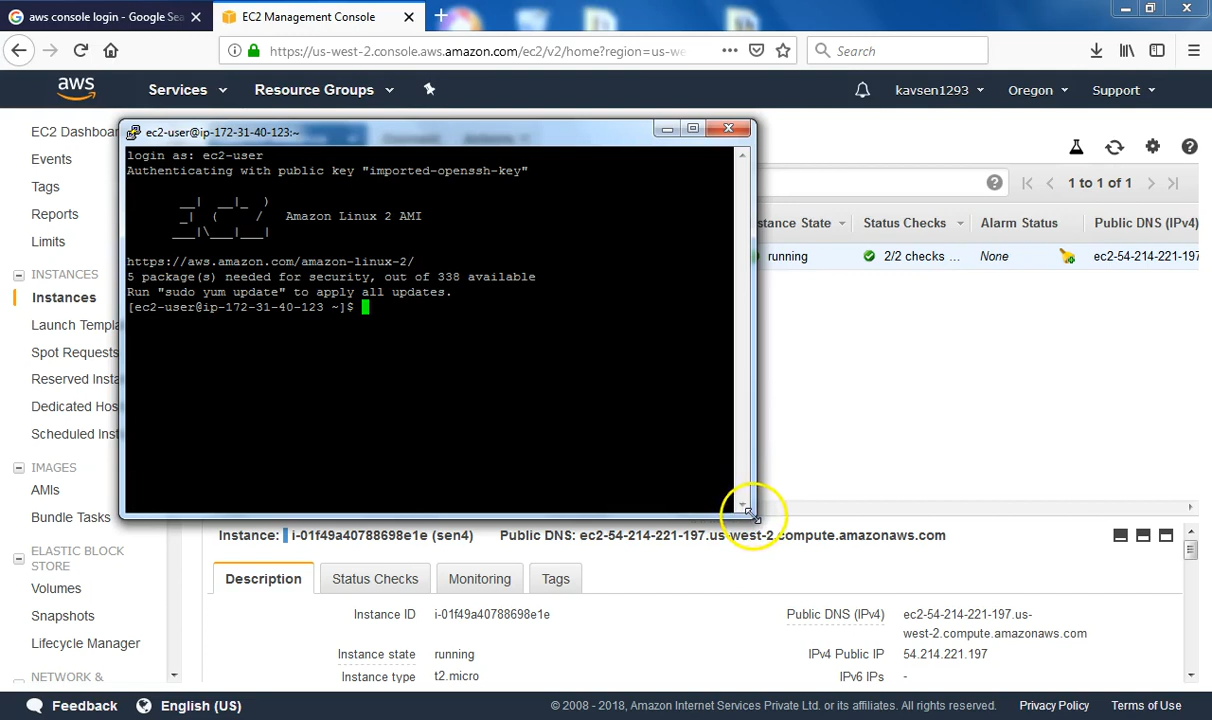 aws console login - Google Sea
EC2 Management Console
https://us-west-2.console.aws.amazon.com/ec2/v2/home?region=us-we
Search
aws
Services
Resource Groups
kavsen1293
Oregon
Support
EC2 Dashboar
Events
Tags
Reports
Limits
INSTANCES
Instances
Launch Templa
Spot Requests
Reserved Insta
Dedicated Host
Scheduled Inst
IMAGES
AMIs
Bundle Tasks
ELASTIC BLOCK
STORE
Volumes
Snapshots
Lifecycle Manager
NETWORK &
ec2-user@ip-172-31-40-123:~
login as: ec2-user
Authenticating with public key "imported-openssh-key"
__| __|_ )
_| ( / Amazon Linux 2 AMI
___|\___|___|
https://aws.amazon.com/amazon-linux-2/
5 package(s) needed for security, out of 338 available
Run "sudo yum update" to apply all updates.
[ec2-user@ip-172-31-40-123 ~]$
1 to 1 of 1
stance State
Status Checks
Alarm Status
Public DNS (IPv4)
running
2/2 checks ...
None
ec2-54-214-221-197
Instance: i-01f49a40788698e1e (sen4) Public DNS: ec2-54-214-221-197.us-west-2.compute.amazonaws.com
Description
Status Checks
Monitoring
Tags
Instance ID
i-01f49a40788698e1e
Instance state
running
Instance type
t2.micro
Public DNS (IPv4)
ec2-54-214-221-197.us-
west-2.compute.amazonaws.com
IPv4 Public IP
54.214.221.197
IPv6 IPs
-
Feedback
English (US)
© 2008 - 2018, Amazon Internet Services Private Ltd. or its affiliates. All rights reserved.
Privacy Policy
Terms of Use